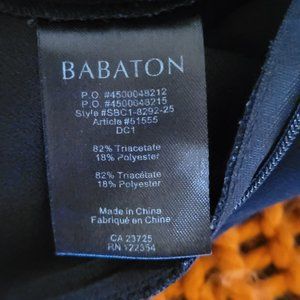 BABATON
P.O. #4500048212
P.O. #4500048215
Style #SBC1-8292-25
Article #51555
DC1
82% Triacetate
18% Polyester
82% Triacétate
18% Polyester
Made in China
Fabriqué en Chine
CA 23725
RN 122354